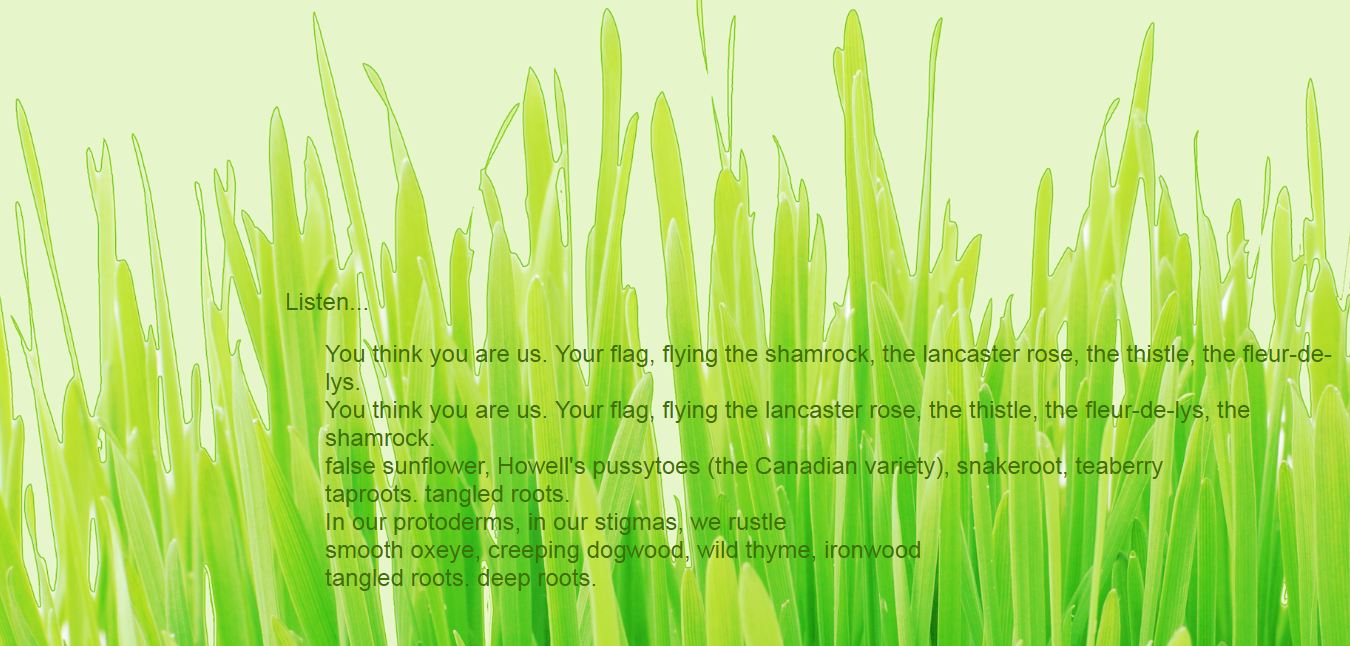 Listen...
You think you are us. Your flag, flying the shamrock, the lancaster rose, the thistle, the fleur-de-
lys.
You think you are us. Your flag, flying the lancaster rose, the thistle, the fleur-de-lys, the
shamrock.
false sunflower, Howell's pussytoes (the Canadian variety), snakeroot, teaberry
taproots. tangled roots.
In our protoderms, in our stigmas, we rustle
smooth oxeye, creeping dogwood, wild thyme, ironwood
tangled roots. deep roots.